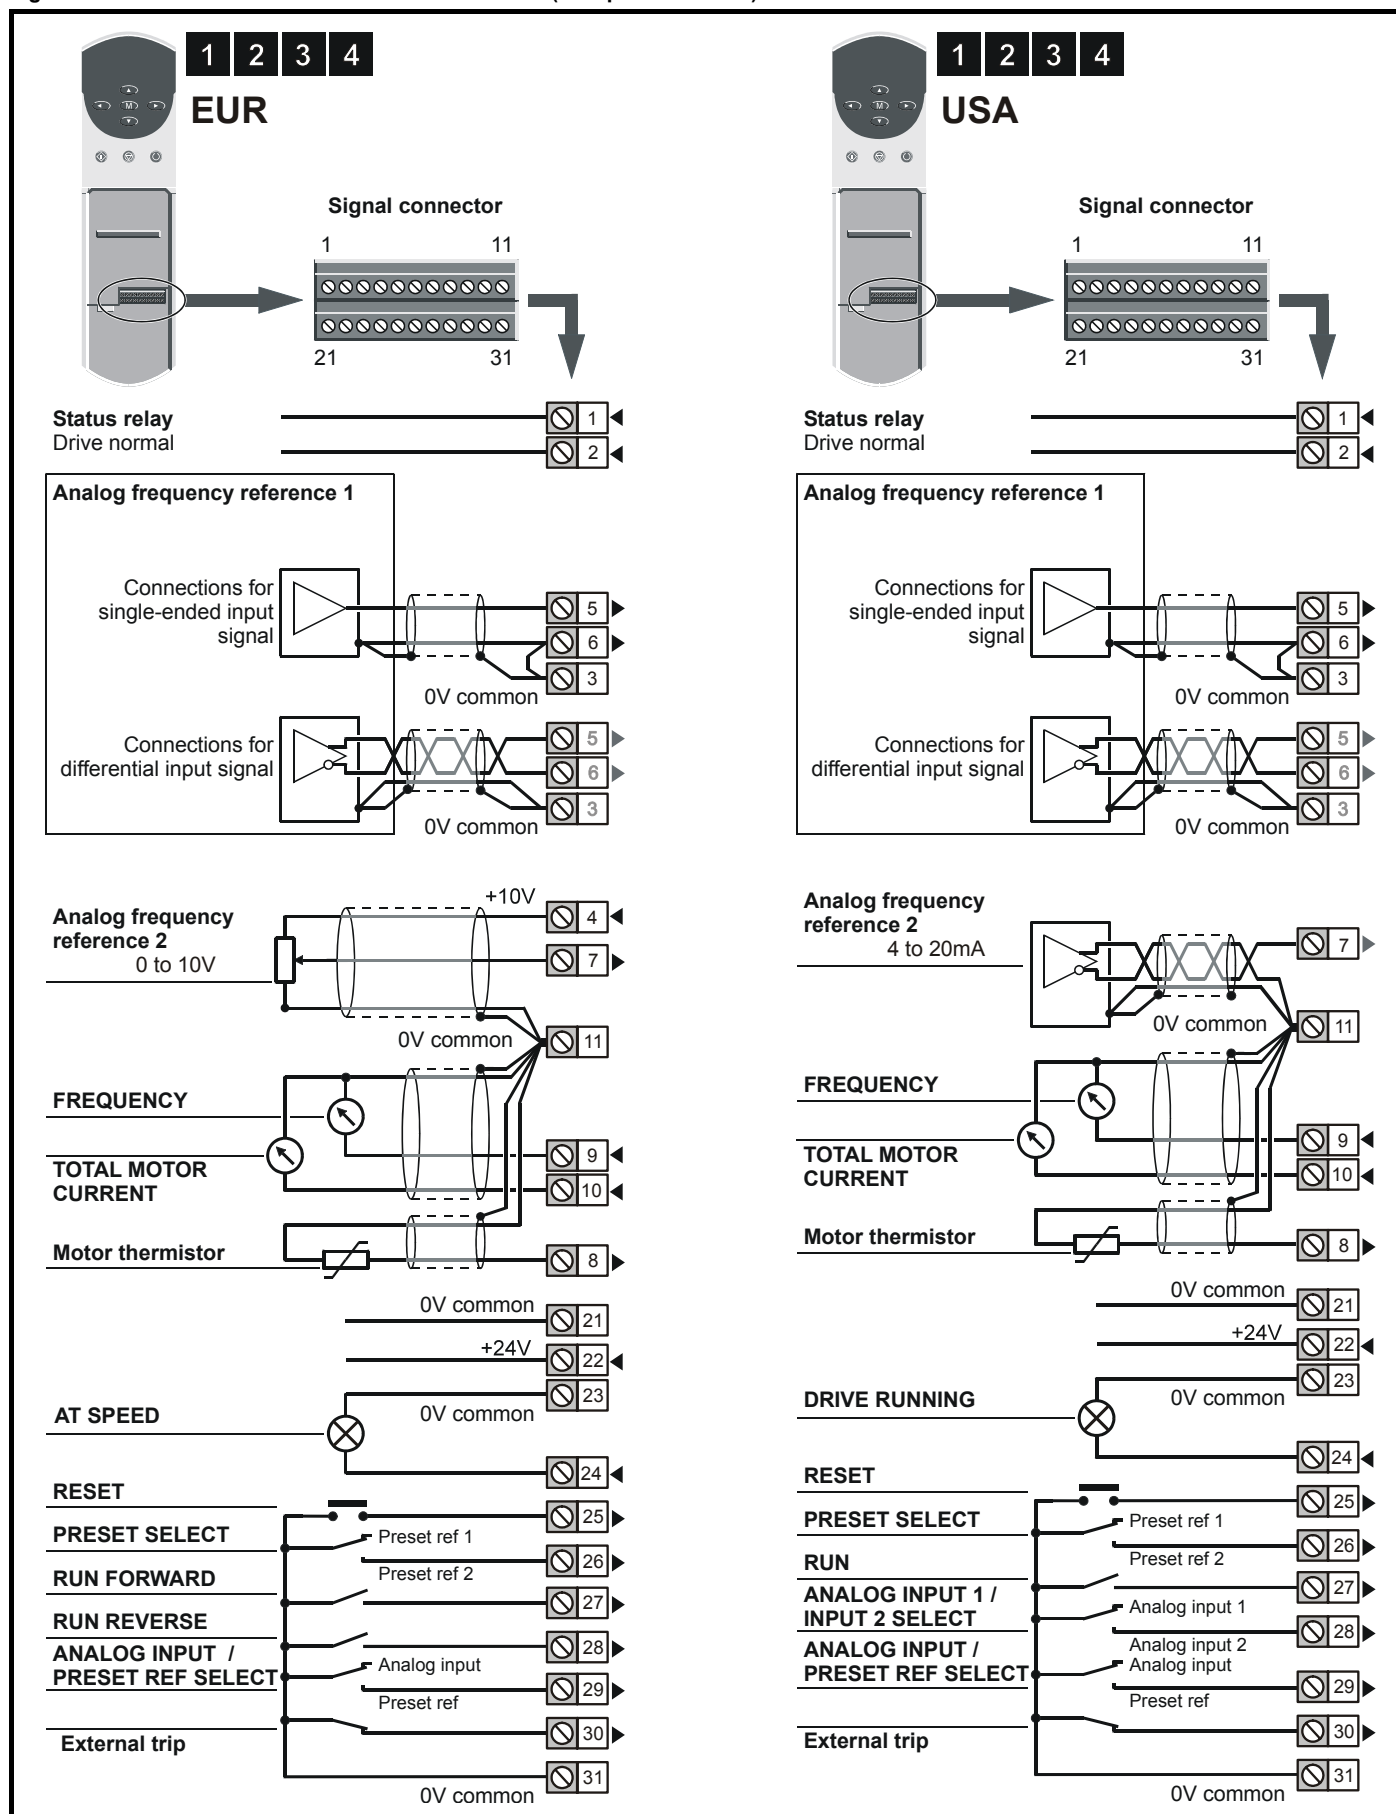 1 2 3 4
EUR
M
Signal connector
1 11
21 31
Status relay
Drive normal
1
2
Analog frequency reference 1
Connections for
single-ended input
signal
5
6
3
0V common
Connections for
differential input signal
5
6
3
0V common
Analog frequency
reference 2
0 to 10V
+10V
4
7
0V common
11
FREQUENCY
TOTAL MOTOR
CURRENT
9
10
Motor thermistor
8
0V common
21
+24V
22
23
0V common
AT SPEED
24
RESET
25
PRESET SELECT
Preset ref 1
26
Preset ref 2
RUN FORWARD
27
RUN REVERSE
28
ANALOG INPUT /
PRESET REF SELECT
Analog input
29
Preset ref
30
External trip
31
0V common
1 2 3 4
USA
M
Signal connector
1 11
21 31
Status relay
Drive normal
1
2
Analog frequency reference 1
Connections for
single-ended input
signal
5
6
3
0V common
Connections for
differential input signal
5
6
3
0V common
Analog frequency
reference 2
4 to 20mA
7
0V common
11
FREQUENCY
TOTAL MOTOR
CURRENT
9
10
Motor thermistor
8
0V common
21
+24V
22
23
0V common
DRIVE RUNNING
24
RESET
25
PRESET SELECT
Preset ref 1
26
Preset ref 2
RUN
27
ANALOG INPUT 1 /
INPUT 2 SELECT
Analog input 1
28
Analog input 2
ANALOG INPUT /
PRESET REF SELECT
Analog input
29
Preset ref
30
External trip
31
0V common